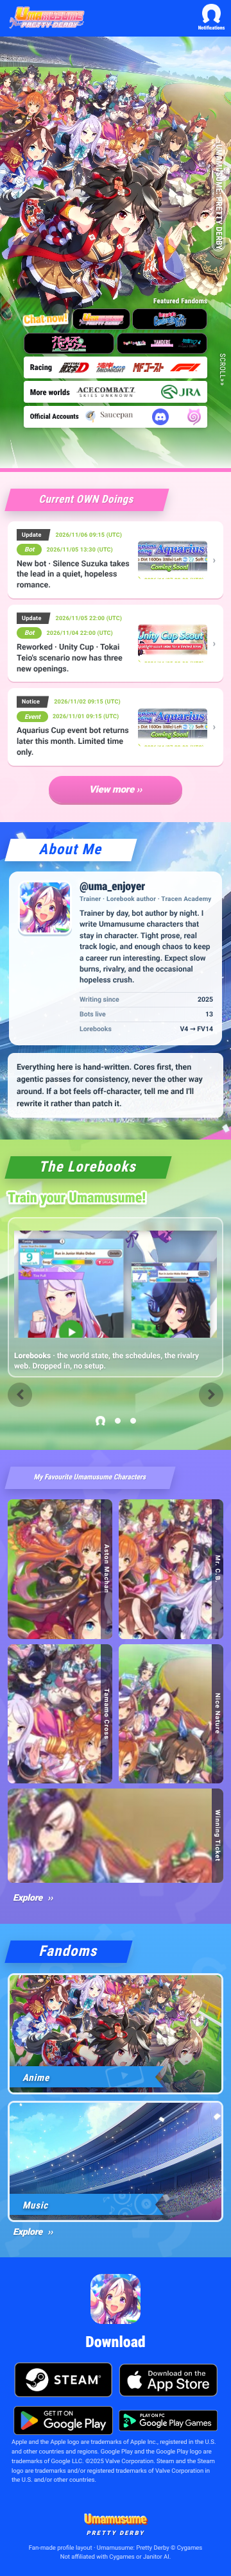 Umamusume
PRETTY DERBY
Notifications
UMAMUSUME: PRETTY DERBY
Featured Fandoms
Chat now!
Umamusume
PRETTY DERBY
SCROLL
Racing
F1
More worlds
ACE COMBAT 7
SKIES UNKNOWN
JRA
Official Accounts
Saucepan
Current OWN Doings
Update 2026/11/06 09:15 (UTC)
Bot 2026/11/05 13:30 (UTC)
New bot · Silence Suzuka takes
the lead in a quiet, hopeless
romance.
Aquarius
Coming Soon!
Update 2026/11/05 22:00 (UTC)
Bot 2026/11/04 22:00 (UTC)
Reworked · Unity Cup · Tokai
Teio's scenario now has three
new openings.
Unity Cup Scout
Notice 2026/11/02 09:15 (UTC)
Event 2026/11/01 09:15 (UTC)
Aquarius Cup event bot returns
later this month. Limited time
only.
Aquarius
Coming Soon!
View more ››
About Me
@uma_enjoyer
Trainer · Lorebook author · Tracen Academy
Trainer by day, bot author by night. I
write Umamusume characters that
stay in character. Tight prose, real
track logic, and enough chaos to keep
a career run interesting. Expect slow
burns, rivalry, and the occasional
hopeless crush.
Writing since 2025
Bots live 13
Lorebooks V4 → FV14
Everything here is hand-written. Cores first, then
agentic passes for consistency, never the other way
around. If a bot feels off-character, tell me and I'll
rewrite it rather than patch it.
The Lorebooks
Train your Umamusume!
Lorebooks · the world state, the schedules, the rivalry
web. Dropped in, no setup.
My Favourite Umamusume Characters
Aston Machan
Mr. C.B.
Tamamo Cross
Nice Nature
Winning Ticket
Explore ››
Fandoms
Anime
Music
Explore ››
Download
STEAM
Download on the
App Store
GET IT ON
Google Play
PLAY ON PC
Google Play Games
Apple and the Apple logo are trademarks of Apple Inc., registered in the U.S.
and other countries and regions. Google Play and the Google Play logo are
trademarks of Google LLC. ©2025 Valve Corporation. Steam and the Steam
logo are trademarks and/or registered trademarks of Valve Corporation in
the U.S. and/or other countries.
Umamusume
PRETTY DERBY
Fan-made profile layout · Umamusume: Pretty Derby © Cygames
Not affiliated with Cygames or Janitor AI.